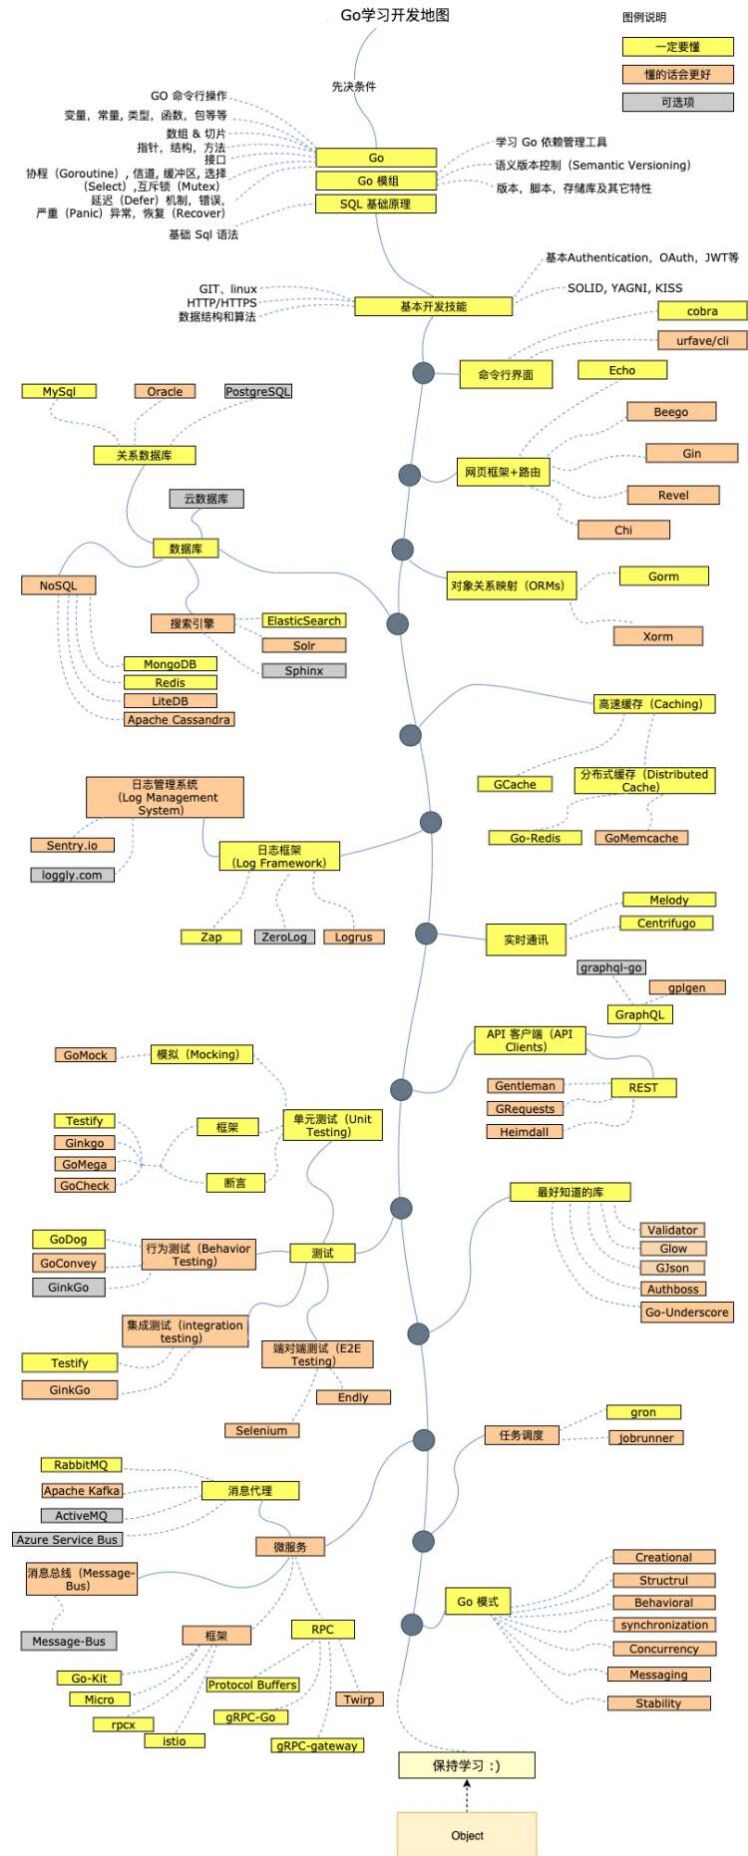 Go学习开发地图
图例说明
一定要懂
懂的话会更好
可选项
先决条件
GO 命令行操作
变量，常量, 类型，函数，包等等
数组 & 切片
指针，结构，方法
接口
协程（Goroutine）, 信道, 缓冲区, 选择
(Select）,互斥锁（Mutex）
延迟（Defer）机制，错误，
严重（Panic）异常，恢复（Recover）
基础 Sql 语法
Go
Go 模组
SQL 基础原理
学习 Go 依赖管理工具
语义版本控制（Semantic Versioning）
版本，脚本，存储库及其它特性
GIT、linux
HTTP/HTTPS
数据结构和算法
基本开发技能
基本Authentication，OAuth，JWT等
SOLID, YAGNI, KISS
命令行界面
cobra
urfave/cli
网页框架+路由
Echo
Beego
Gin
Revel
Chi
对象关系映射（ORMs）
Gorm
Xorm
MySql
Oracle
PostgreSQL
关系数据库
云数据库
数据库
NoSQL
搜索引擎
ElasticSearch
Solr
Sphinx
MongoDB
Redis
LiteDB
Apache Cassandra
高速缓存（Caching）
GCache
分布式缓存（Distributed
Cache）
Go-Redis
GoMemcache
日志管理系统
（Log Management
System）
Sentry.io
loggly.com
日志框架
（Log Framework）
Zap
ZeroLog
Logrus
实时通讯
Melody
Centrifugo
API 客户端（API
Clients）
graphql-go
gplgen
GraphQL
REST
Gentleman
GRequests
Heimdall
GoMock
模拟（Mocking）
单元测试（Unit
Testing）
框架
断言
Testify
Ginkgo
GoMega
GoCheck
测试
GoDog
GoConvey
GinkGo
行为测试（Behavior
Testing）
集成测试（integration
testing）
Testify
GinkGo
端对端测试（E2E
Testing）
Endly
Selenium
最好知道的库
Validator
Glow
GJson
Authboss
Go-Underscore
任务调度
gron
jobrunner
RabbitMQ
Apache Kafka
ActiveMQ
Azure Service Bus
消息代理
微服务
消息总线（Message-
Bus）
Message-Bus
框架
Go-Kit
Micro
rpcx
istio
RPC
Protocol Buffers
gRPC-Go
gRPC-gateway
Twirp
Go 模式
Creational
Structrul
Behavioral
synchronization
Concurrency
Messaging
Stability
保持学习 :)
Object